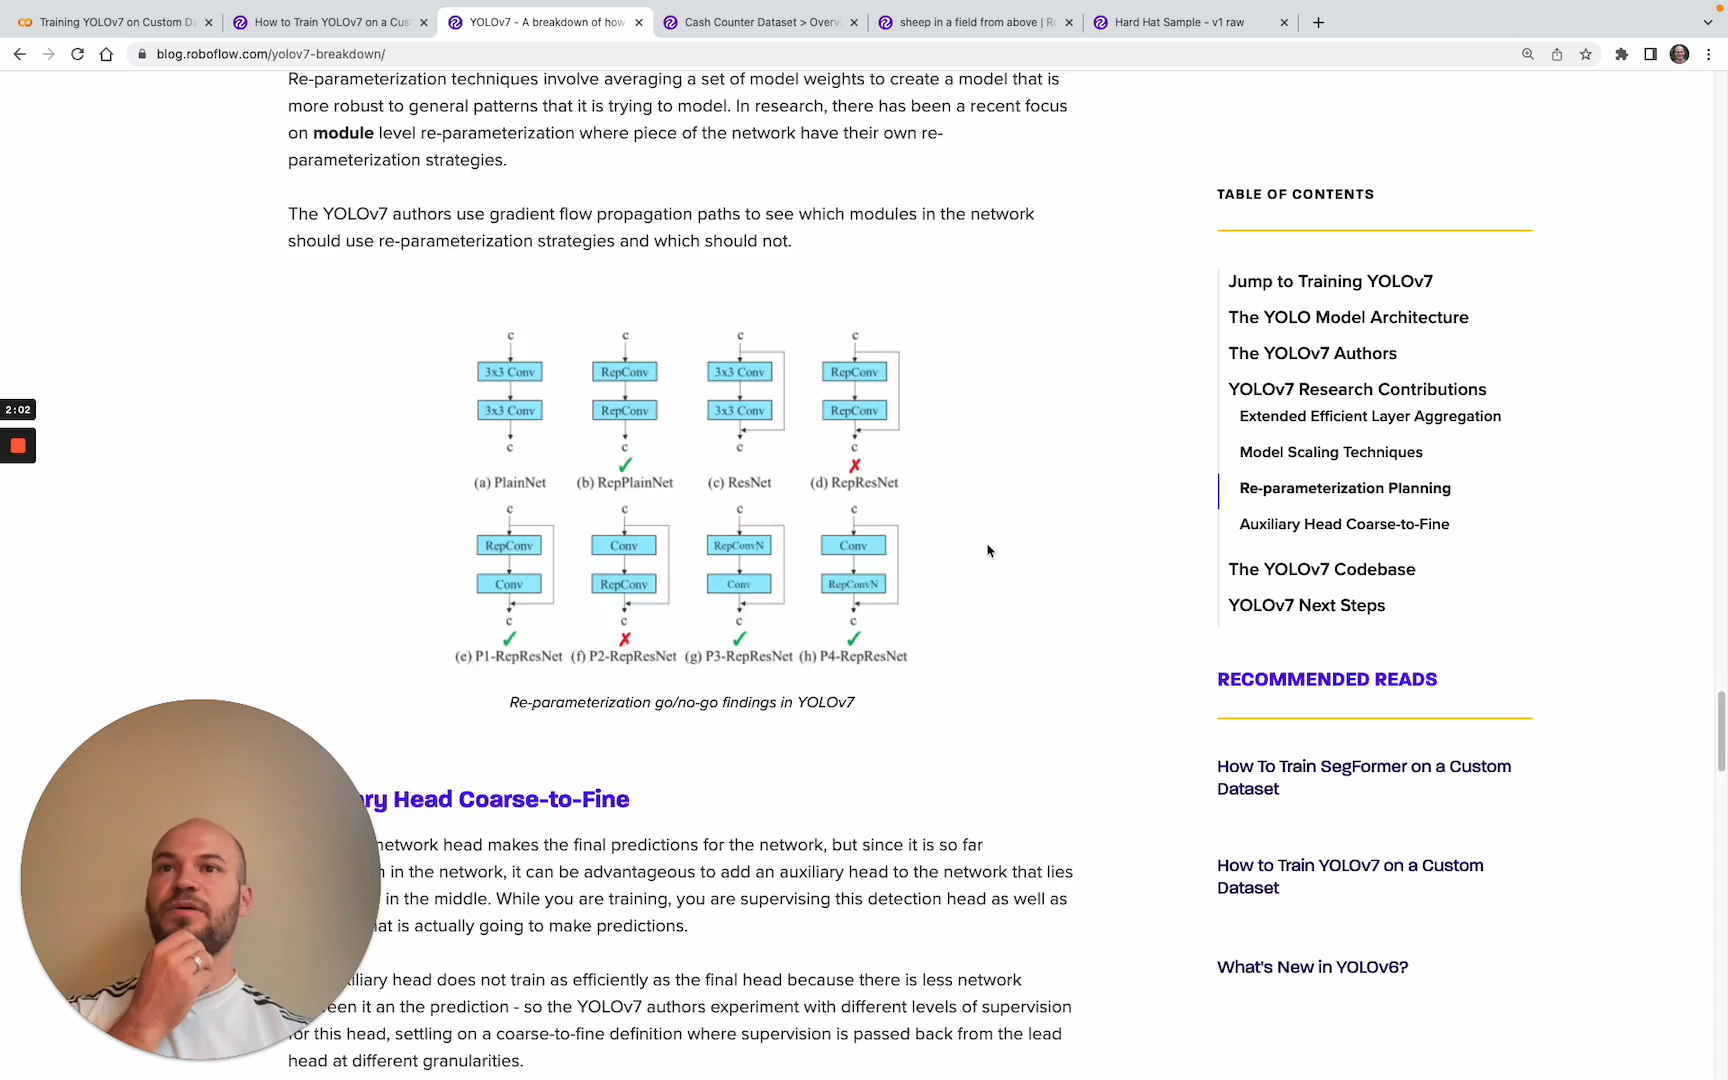 Training YOLOv7 on Custom Da
How to Train YOLOv7 on a Cust
YOLOv7 - A breakdown of how
Cash Counter Dataset > Overvi
sheep in a field from above | Ro
Hard Hat Sample - v1 raw
blog.roboflow.com/yolov7-breakdown/
Re-parameterization techniques involve averaging a set of model weights to create a model that is
more robust to general patterns that it is trying to model. In research, there has been a recent focus
on module level re-parameterization where piece of the network have their own re-
parameterization strategies.
The YOLOv7 authors use gradient flow propagation paths to see which modules in the network
should use re-parameterization strategies and which should not.
c c c c
3x3 Conv RepConv 3x3 Conv RepConv
3x3 Conv RepConv 3x3 Conv RepConv
c c c c
✓ ✗
(a) PlainNet (b) RepPlainNet (c) ResNet (d) RepResNet
c c c c
RepConv Conv RepConvN Conv
Conv RepConv Conv RepConvN
c c c c
✓ ✗ ✓ ✓
(e) P1-RepResNet (f) P2-RepResNet (g) P3-RepResNet (h) P4-RepResNet
Re-parameterization go/no-go findings in YOLOv7
ry Head Coarse-to-Fine
network head makes the final predictions for the network, but since it is so far
in the network, it can be advantageous to add an auxiliary head to the network that lies
in the middle. While you are training, you are supervising this detection head as well as
hat is actually going to make predictions.
iliary head does not train as efficiently as the final head because there is less network
een it an the prediction - so the YOLOv7 authors experiment with different levels of supervision
for this head, settling on a coarse-to-fine definition where supervision is passed back from the lead
head at different granularities.
2:02
TABLE OF CONTENTS
Jump to Training YOLOv7
The YOLO Model Architecture
The YOLOv7 Authors
YOLOv7 Research Contributions
Extended Efficient Layer Aggregation
Model Scaling Techniques
Re-parameterization Planning
Auxiliary Head Coarse-to-Fine
The YOLOv7 Codebase
YOLOv7 Next Steps
RECOMMENDED READS
How To Train SegFormer on a Custom
Dataset
How to Train YOLOv7 on a Custom
Dataset
What's New in YOLOv6?